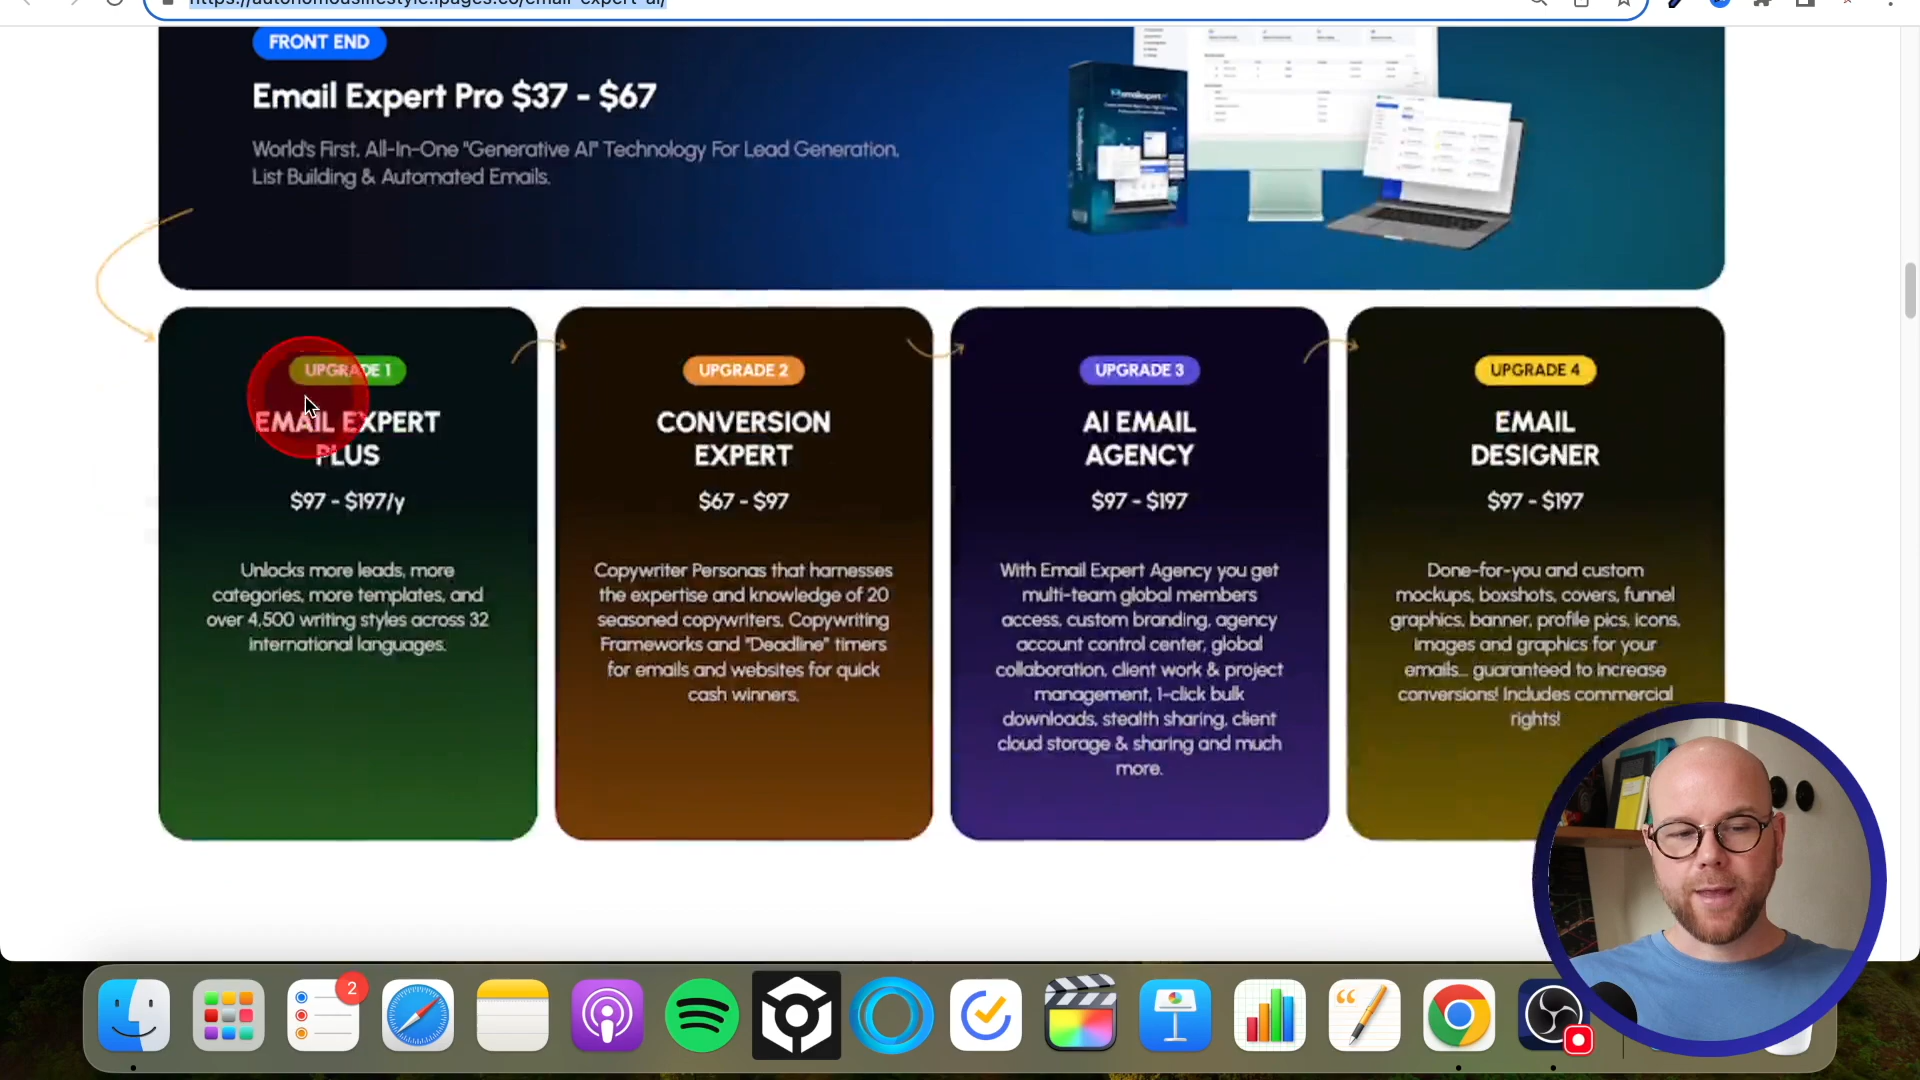 https://autonomouslifestyle.lpages.co/email-expert-ai/
FRONT END
Email Expert Pro $37 - $67
World's First, All-In-One "Generative AI" Technology For Lead Generation,
List Building & Automated Emails.
UPGRADE 1
EMAIL EXPERT
PLUS
$97 - $197/y
Unlocks more leads, more
categories, more templates, and
over 4,500 writing styles across 32
international languages.
UPGRADE 2
CONVERSION
EXPERT
$67 - $97
Copywriter Personas that harnesses
the expertise and knowledge of 20
seasoned copywriters, Copywriting
Frameworks and "Deadline" timers
for emails and websites for quick
cash winners.
UPGRADE 3
AI EMAIL
AGENCY
$97 - $197
With Email Expert Agency you get
multi-team global members
access, custom branding, agency
account control center, global
collaboration, client work & project
management, 1-click bulk
downloads, stealth sharing, client
cloud storage & sharing and much
more.
UPGRADE 4
EMAIL
DESIGNER
$97 - $197
Done-for-you and custom
mockups, boxshots, covers, funnel
graphics, banner, profile pics, icons,
images and graphics for your
emails... guaranteed to increase
conversions! Includes commercial
rights!
2